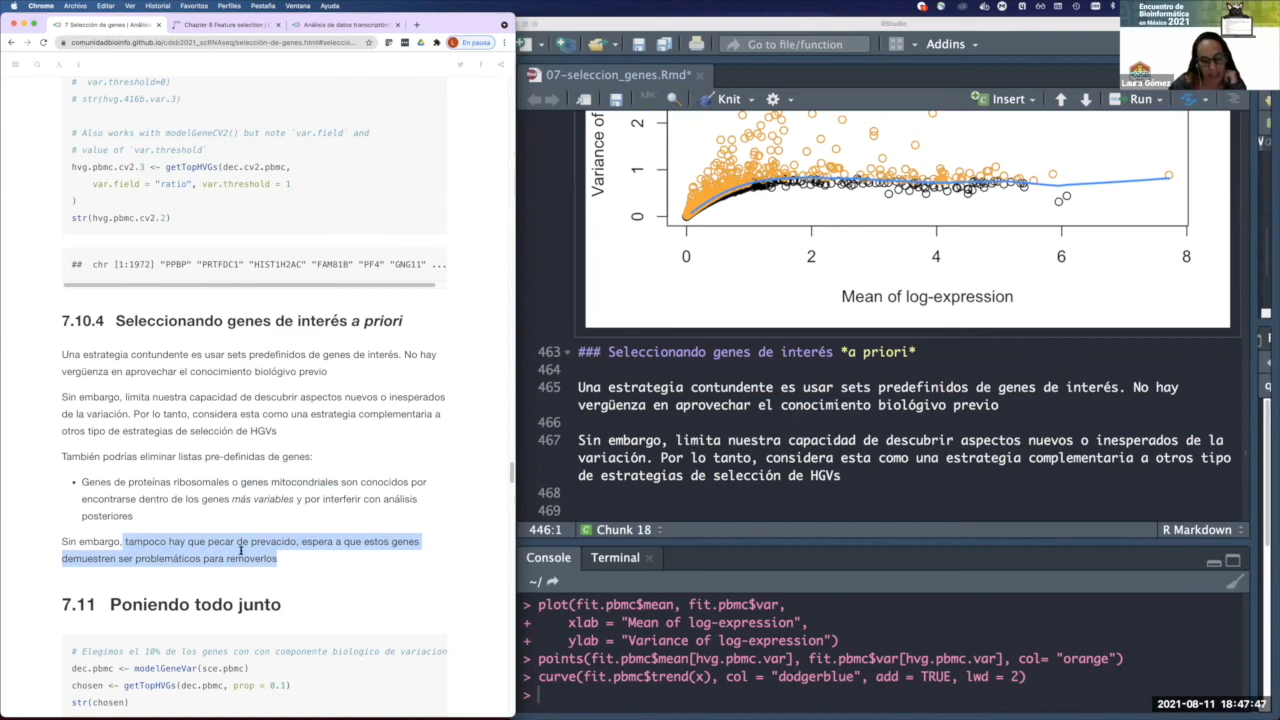 Chrome Archivo Editar Ver Historial Favoritos Perfiles Pestaña Ventana Ayuda
7 Selección de genes | Análisis
Chapter 8 Feature selection | O
Análisis de datos transcriptóm
comunidadbioinfo.github.io/cdsb2021_scRNAseq/selección-de-genes.html#seleccio...
En pausa
#  var.threshold=0)
# str(hvg.416b.var.3)
# Also works with modelGeneCV2() but note `var.field` and
# value of `var.threshold`
hvg.pbmc.cv2.3 <- getTopHVGs(dec.cv2.pbmc,
var.field = "ratio", var.threshold = 1
)
str(hvg.pbmc.cv2.2)
##  chr [1:1972] "PPBP" "PRTFDC1" "HIST1H2AC" "FAM81B" "PF4" "GNG11" ...
7.10.4 Seleccionando genes de interés a priori
Una estrategia contundente es usar sets predefinidos de genes de interés. No hay
vergüenza en aprovechar el conocimiento biológivo previo
Sin embargo, limita nuestra capacidad de descubrir aspectos nuevos o inesperados
de la variación. Por lo tanto, considera esta como una estrategia complementaria a
otros tipo de estrategias de selección de HGVs
También podrías eliminar listas pre-definidas de genes:
• Genes de proteínas ribosomales o genes mitocondriales son conocidos por
encontrarse dentro de los genes más variables y por interferir con análisis
posteriores
Sin embargo, tampoco hay que pecar de prevacido, espera a que estos genes
demuestren ser problemáticos para removerlos
7.11 Poniendo todo junto
# Elegimos el 10% de los genes con con componente biologico de variacion
dec.pbmc <- modelGeneVar(sce.pbmc)
chosen <- getTopHVGs(dec.pbmc, prop = 0.1)
str(chosen)
RStudio
Go to file/function
Addins
07-seleccion_genes.Rmd*
ABC
Knit
Insert
Run
Variance of
2
1
0
0 2 4 6 8
Mean of log-expression
463 ### Seleccionando genes de interés *a priori*
464
465 Una estrategia contundente es usar sets predefinidos de genes de interés. No hay
vergüenza en aprovechar el conocimiento biológivo previo
466
467 Sin embargo, limita nuestra capacidad de descubrir aspectos nuevos o inesperados de la
variación. Por lo tanto, considera esta como una estrategia complementaria a otros tipo
de estrategias de selección de HGVs
468
469
446:1 Chunk 18 R Markdown
Console Terminal
~/
> plot(fit.pbmc$mean, fit.pbmc$var,
+     xlab = "Mean of log-expression",
+     ylab = "Variance of log-expression")
> points(fit.pbmc$mean[hvg.pbmc.var], fit.pbmc$var[hvg.pbmc.var], col= "orange")
> curve(fit.pbmc$trend(x), col = "dodgerblue", add = TRUE, lwd = 2)
>
Encuentro de
Bioinformática
en México
2021
Laura Gómez
2021-08-11 18:47:47